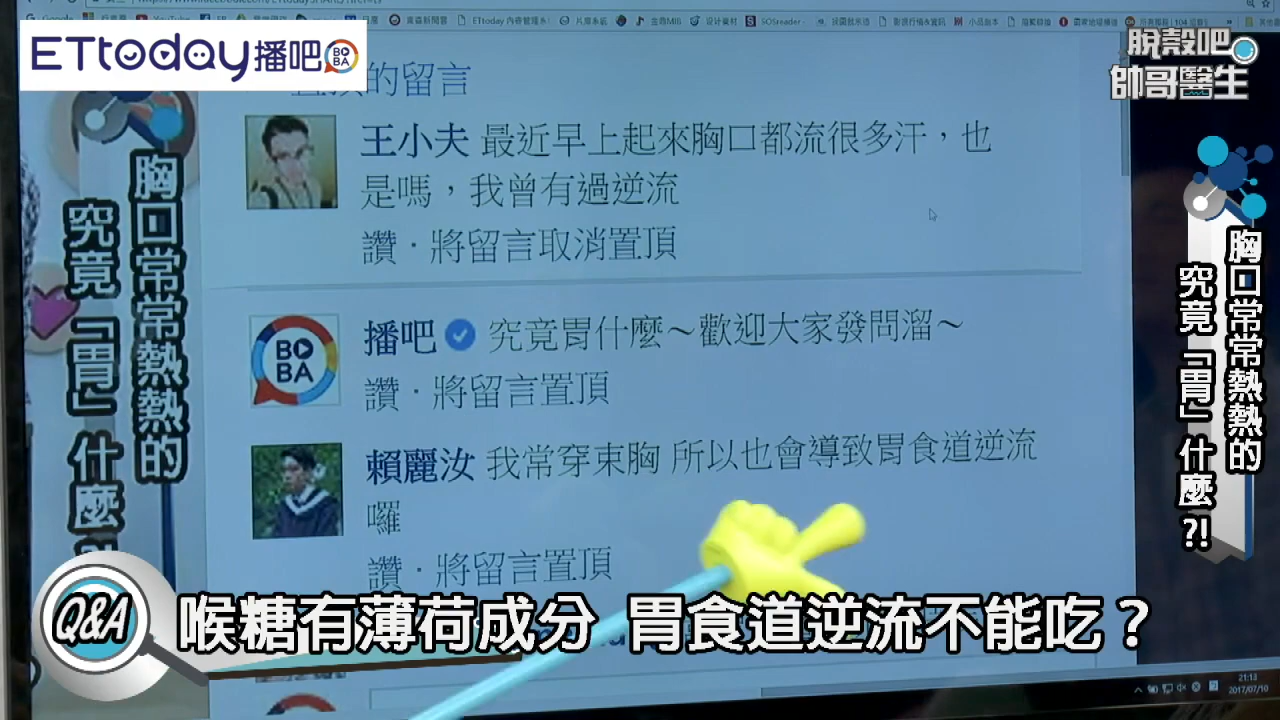 ETtoday播吧
BOBA
脫殼吧
帥哥醫生
的留言
王小夫 最近早上起來胸口都流很多汗，也
是嗎，我曾有過逆流
讚．將留言取消置頂
播吧 究竟胃什麼～歡迎大家發問溜～
讚．將留言置頂
BOBA
賴麗汝 我常穿束胸 所以也會導致胃食道逆流
囉
讚．將留言置頂
胸口常常熱熱的
究竟「胃」什麼?!
胸口常常熱熱的
究竟「胃」什麼?!
Q&A
喉糖有薄荷成分 胃食道逆流不能吃？
21:13
2017/07/10